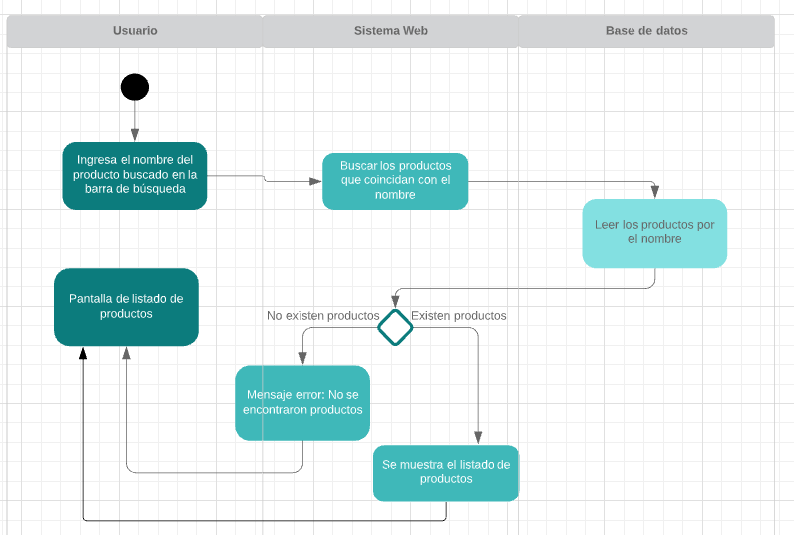 Usuario
Sistema Web
Base de datos
Ingresa el nombre del
producto buscado en la
barra de búsqueda
Buscar los productos
que coincidan con el
nombre
Leer los productos por
el nombre
Pantalla de listado de
productos
No existen productos
Existen productos
Mensaje error: No se
encontraron productos
Se muestra el listado de
productos